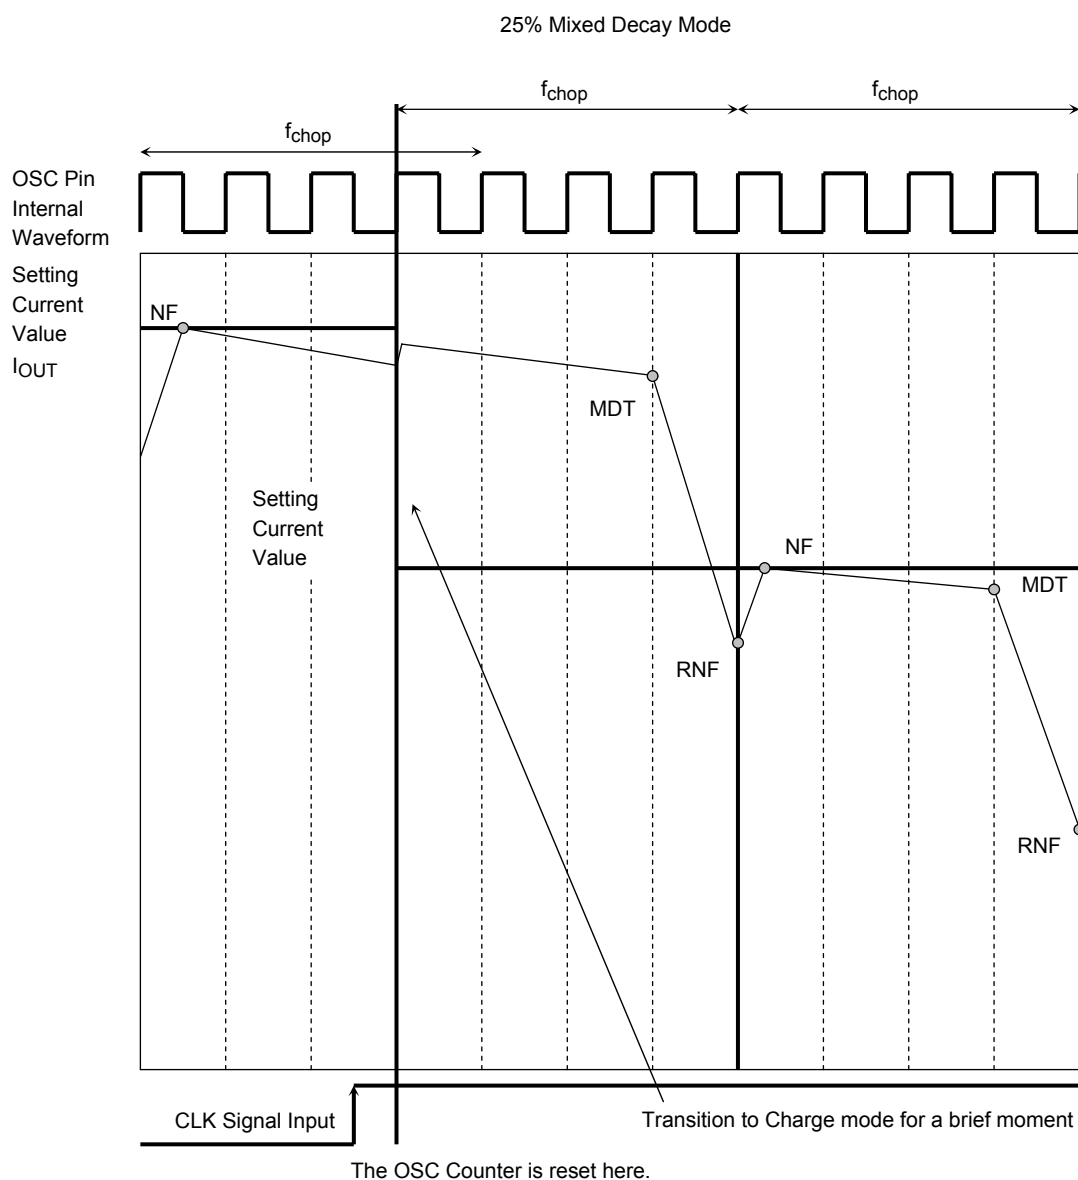 25% Mixed Decay Mode
fchop
fchop
fchop
OSC Pin
Internal
Waveform
Setting
Current
Value
IOUT
NF
MDT
Setting
Current
Value
NF
MDT
RNF
RNF
CLK Signal Input
Transition to Charge mode for a brief moment
The OSC Counter is reset here.